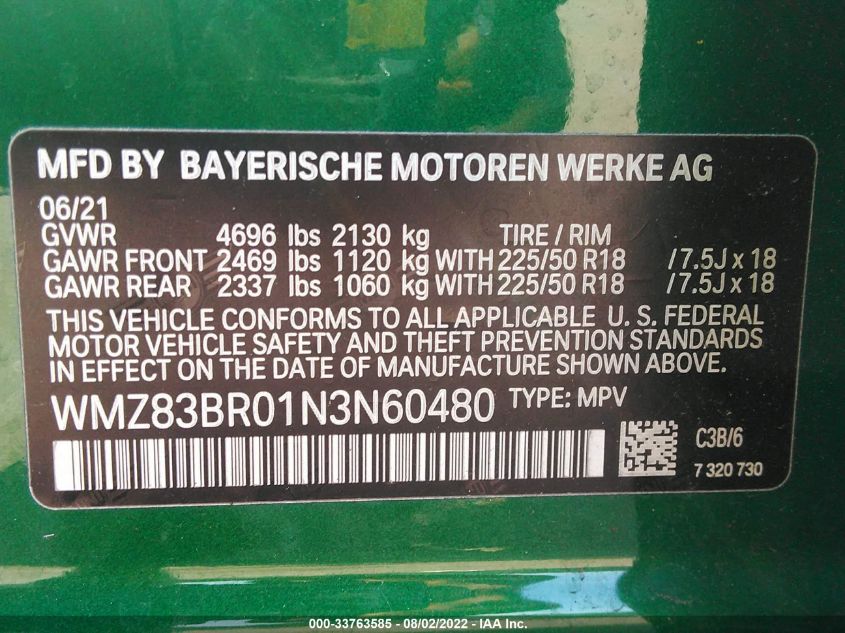 MFD BY BAYERISCHE MOTOREN WERKE AG
06/21
GVWR 4696 lbs 2130 kg TIRE / RIM
GAWR FRONT 2469 lbs 1120 kg WITH 225/50 R18 /7.5J x 18
GAWR REAR 2337 lbs 1060 kg WITH 225/50 R18 /7.5J x 18
THIS VEHICLE CONFORMS TO ALL APPLICABLE U. S. FEDERAL
MOTOR VEHICLE SAFETY AND THEFT PREVENTION STANDARDS
IN EFFECT ON THE DATE OF MANUFACTURE SHOWN ABOVE.
WMZ83BR01N3N60480 TYPE: MPV
C3B/6
7 320 730
000-33763585 - 08/02/2022 - IAA Inc.